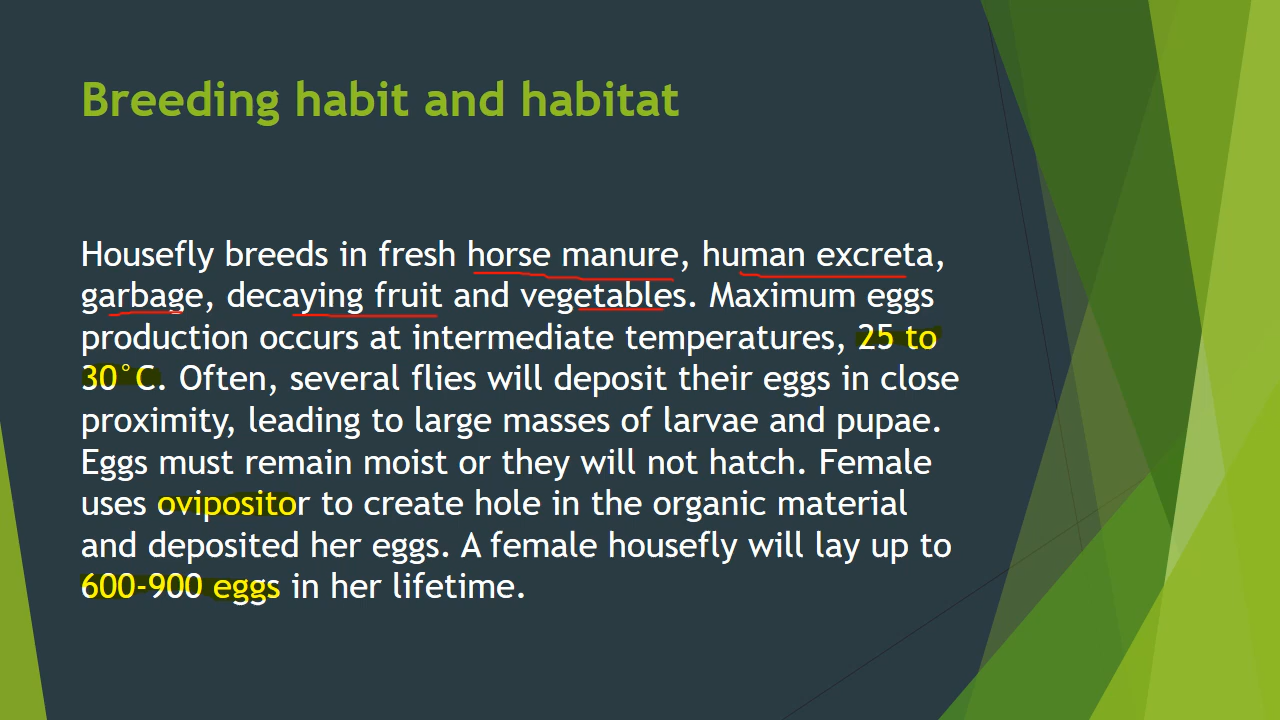 Breeding habit and habitat
Housefly breeds in fresh horse manure, human excreta,
garbage, decaying fruit and vegetables. Maximum eggs
production occurs at intermediate temperatures, 25 to
30°C. Often, several flies will deposit their eggs in close
proximity, leading to large masses of larvae and pupae.
Eggs must remain moist or they will not hatch. Female
uses ovipositor to create hole in the organic material
and deposited her eggs. A female housefly will lay up to
600-900 eggs in her lifetime.